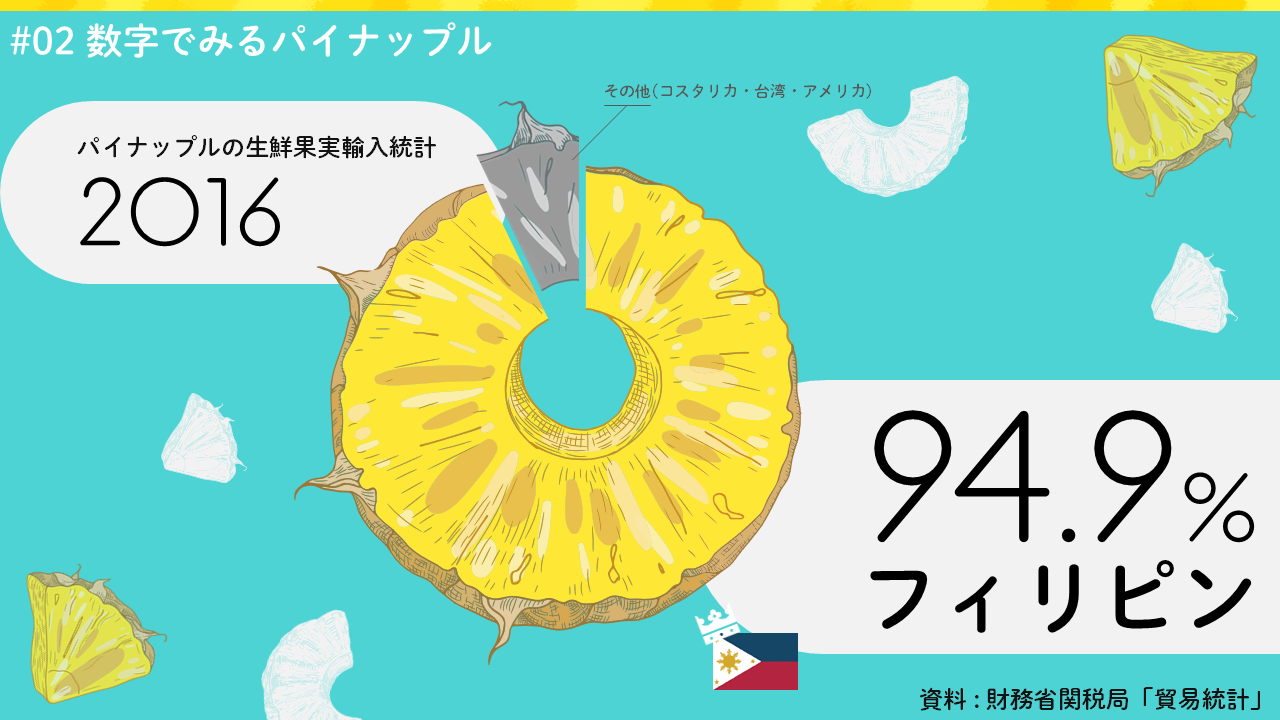 #02 数字でみるパイナップル
その他(コスタリカ・台湾・アメリカ)
パイナップルの生鮮果実輸入統計
2016
94.9%
フィリピン
資料 : 財務省関税局「貿易統計」